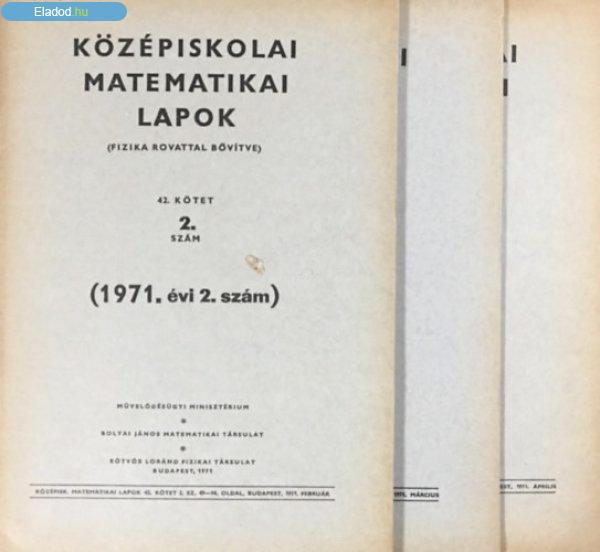 Eladod.hu
KÖZÉPISKOLAI
MATEMATIKAI
LAPOK
(FIZIKA ROVATTAL BŐVÍTVE)
42. KÖTET
2.
SZÁM
(1971. évi 2. szám)
MŰVELŐDÉSÜGYI MINISZTÉRIUM
BOLYAI JÁNOS MATEMATIKAI TÁRSULAT
EÖTVÖS LORÁND FIZIKAI TÁRSULAT
BUDAPEST, 1971
KÖZÉPISK. MATEMATIKAI LAPOK 42. KÖTET 2. SZ. OLDAL, BUDAPEST, 1971. FEBRUÁR
I
1971. MÁRCIUS
AI
I
EST, 1971. ÁPRILIS